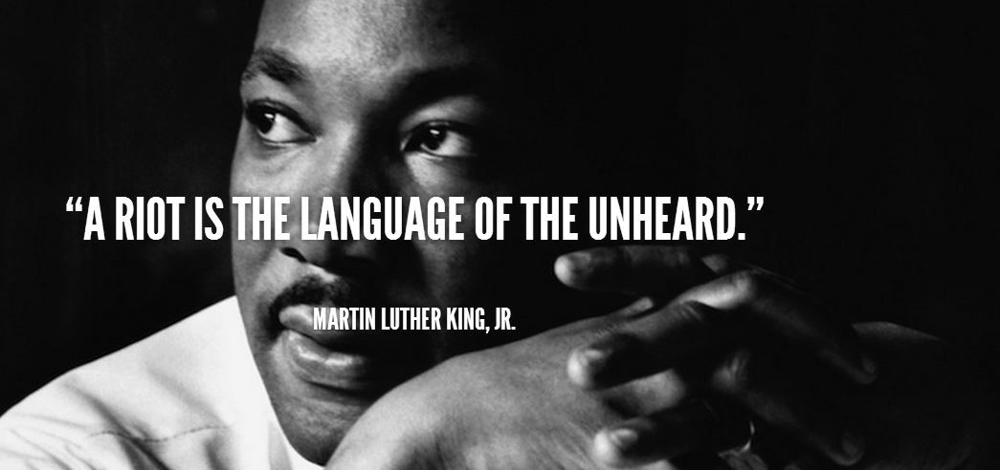 “A RIOT IS THE LANGUAGE OF THE UNHEARD.”
MARTIN LUTHER KING, JR.